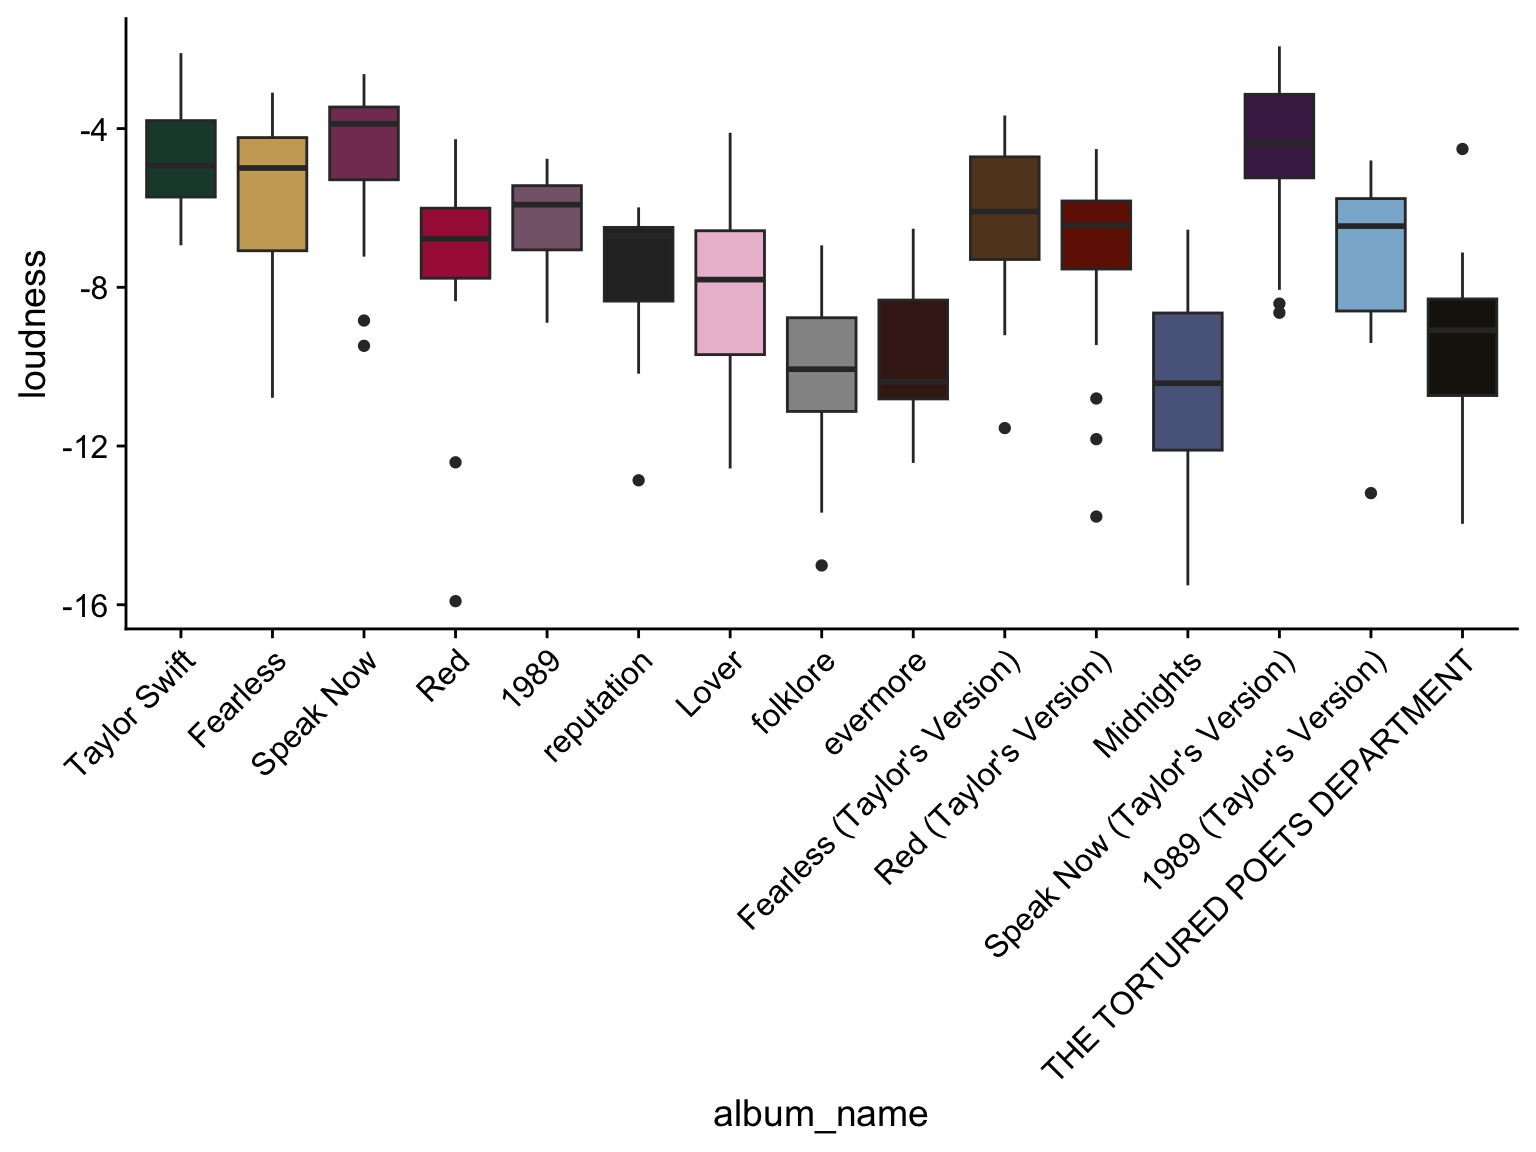 loudness
-4
-8
-12
-16
Taylor Swift
Fearless
Speak Now
Red
1989
reputation
Lover
folklore
evermore
Fearless (Taylor's Version)
Red (Taylor's Version)
Midnights
Speak Now (Taylor's Version)
1989 (Taylor's Version)
THE TORTURED POETS DEPARTMENT
album_name